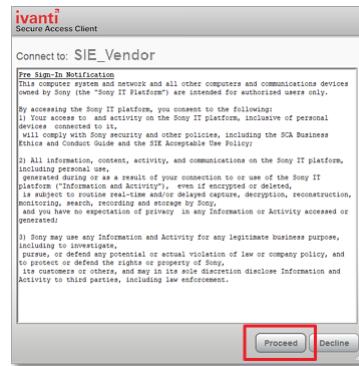 ivanti
Secure Access Client
Connect to: SIE_Vendor
Pre Sign-In Notification
This computer system and network and all other computers and communications devices
owned by Sony (the "Sony IT Platform") are intended for authorized users only.
By accessing the Sony IT platform, you consent to the following:
1) Your access to and activity on the Sony IT platform, inclusive of personal
devices connected to it,
will comply with Sony security and other policies, including the SCA Business
Ethics and Conduct Guide and the SIE Acceptable Use Policy;
2) All information, content, activity, and communications on the Sony IT platform,
including personal use,
generated during or as a result of your connection to or use of the Sony IT
platform ("Information and Activity"), even if encrypted or deleted,
is subject to routine real-time and/or delayed capture, decryption, reconstruction,
monitoring, search, recording and storage by Sony,
and you have no expectation of privacy in any Information or Activity accessed or
generated;
3) Sony may use any Information and Activity for any legitimate business purpose,
including to investigate,
pursue, or defend any potential or actual violation of law or company policy, and
to protect or defend the rights or property of Sony,
its customers or others, and may in its sole discretion disclose Information and
Activity to third parties, including law enforcement.
Proceed
Decline